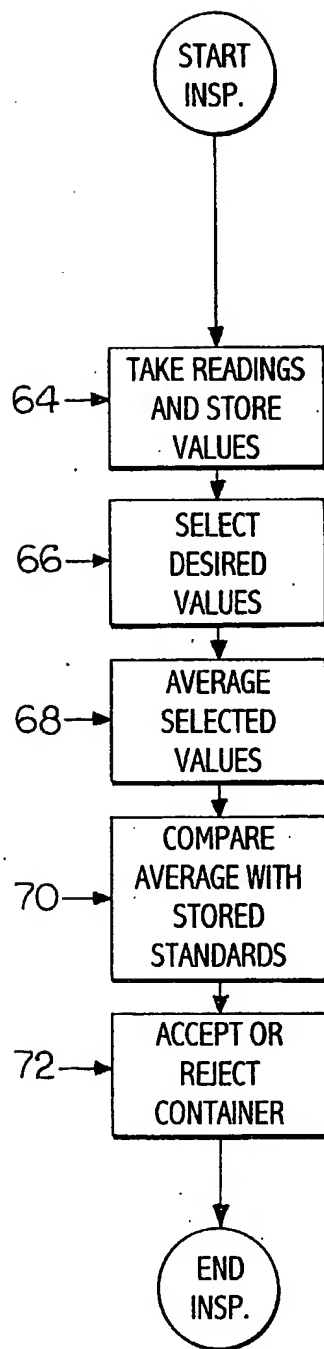 START
INSP.
64
TAKE READINGS
AND STORE
VALUES
66
SELECT
DESIRED
VALUES
68
AVERAGE
SELECTED
VALUES
70
COMPARE
AVERAGE WITH
STORED
STANDARDS
72
ACCEPT OR
REJECT
CONTAINER
END
INSP.